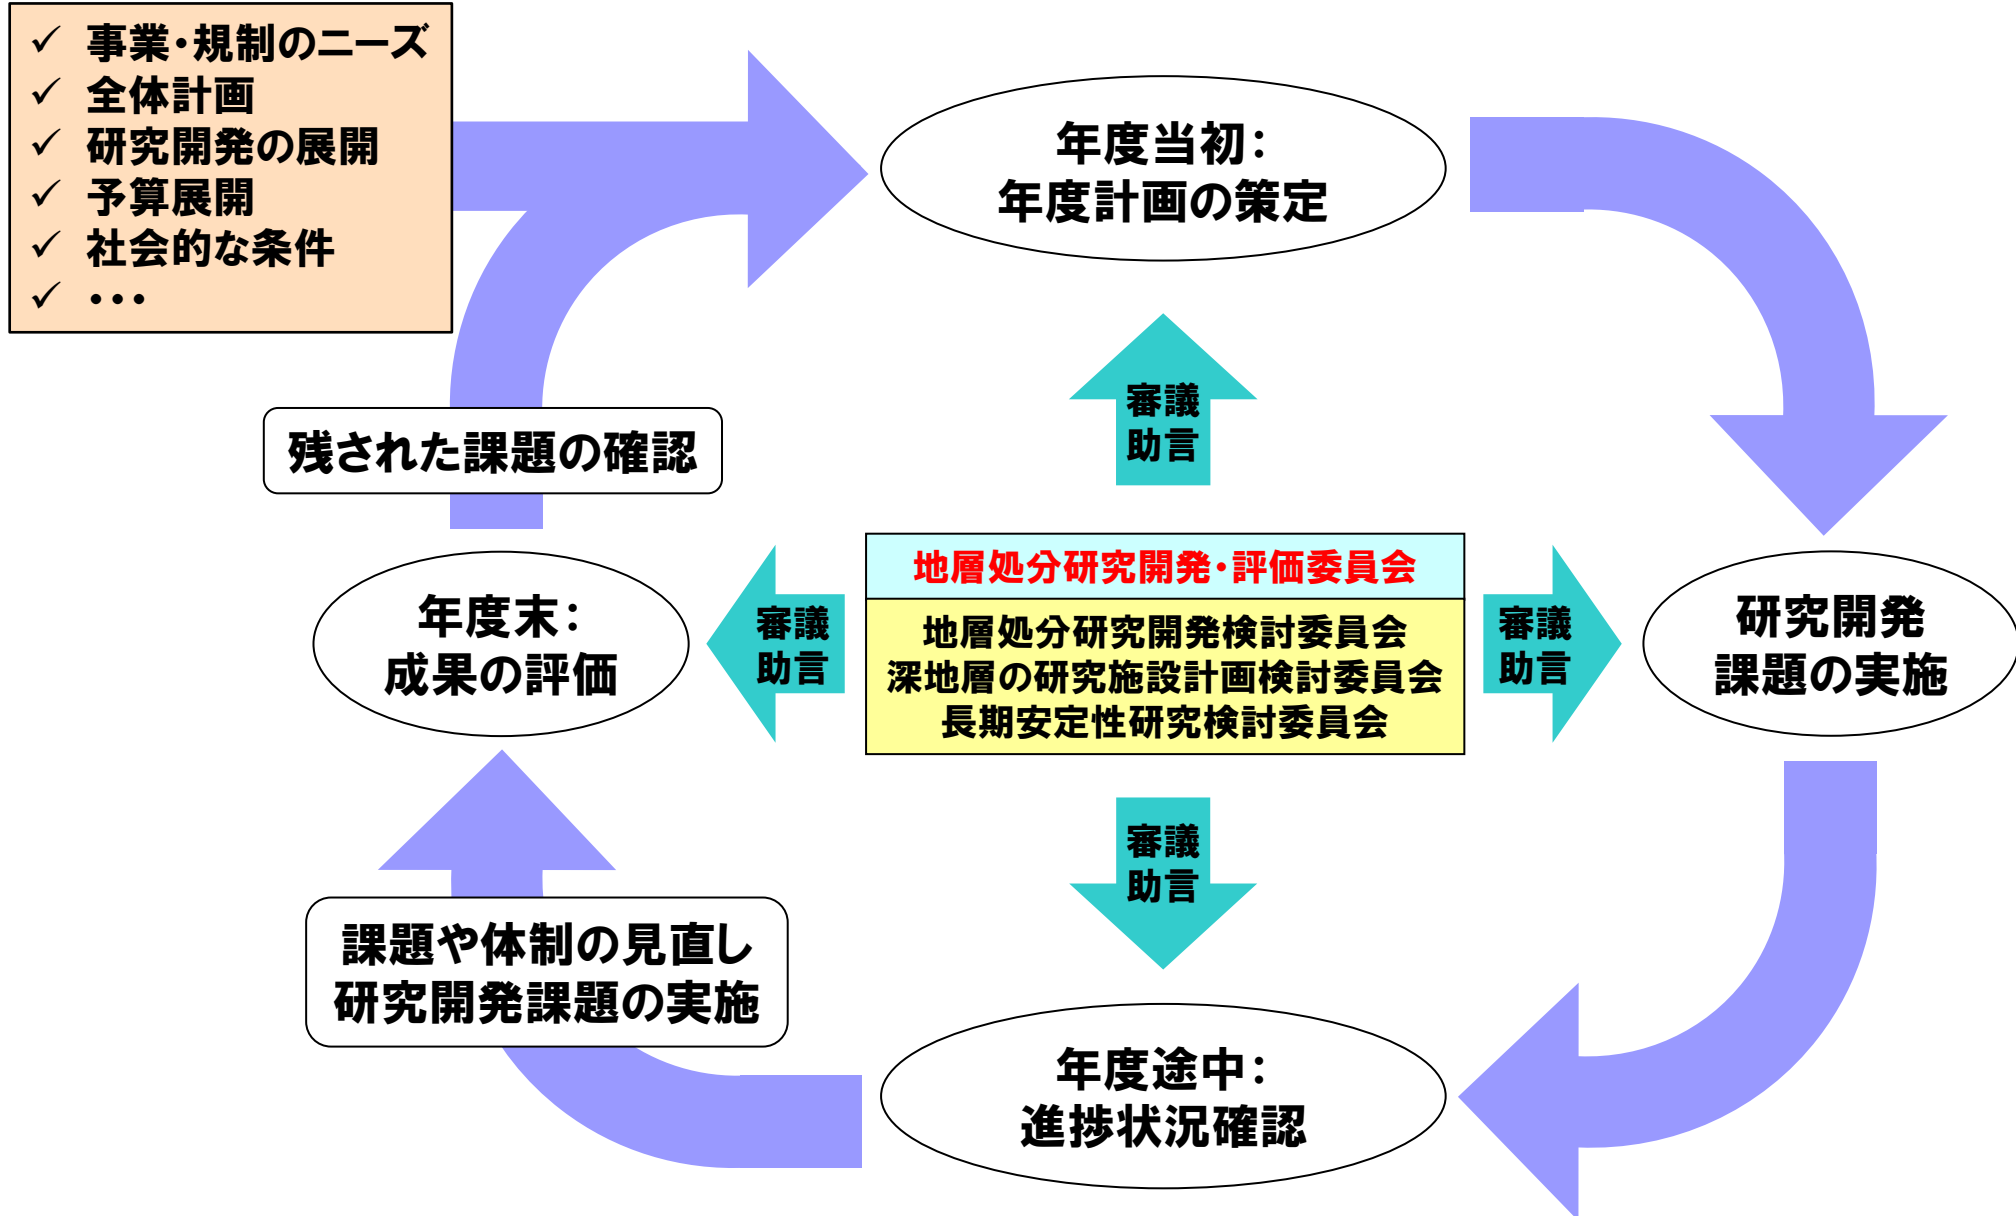 ✓ 事業・規制のニーズ
✓ 全体計画
✓ 研究開発の展開
✓ 予算展開
✓ 社会的な条件
✓ ・・・
年度当初：
年度計画の策定
審議
助言
残された課題の確認
地層処分研究開発・評価委員会
地層処分研究開発検討委員会
深地層の研究施設計画検討委員会
長期安定性研究検討委員会
年度末：
成果の評価
審議
助言
審議
助言
研究開発
課題の実施
審議
助言
課題や体制の見直し
研究開発課題の実施
年度途中：
進捗状況確認